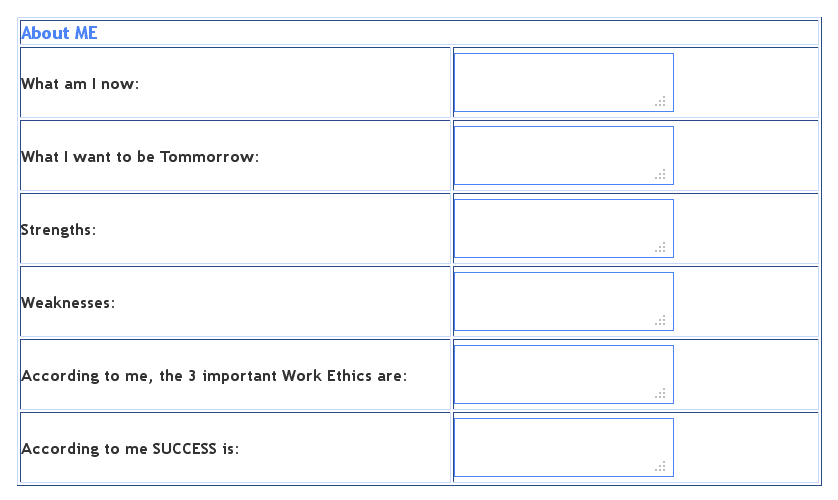 About ME
What am I now:
What I want to be Tommorrow:
Strengths:
Weaknesses:
According to me, the 3 important Work Ethics are:
According to me SUCCESS is: